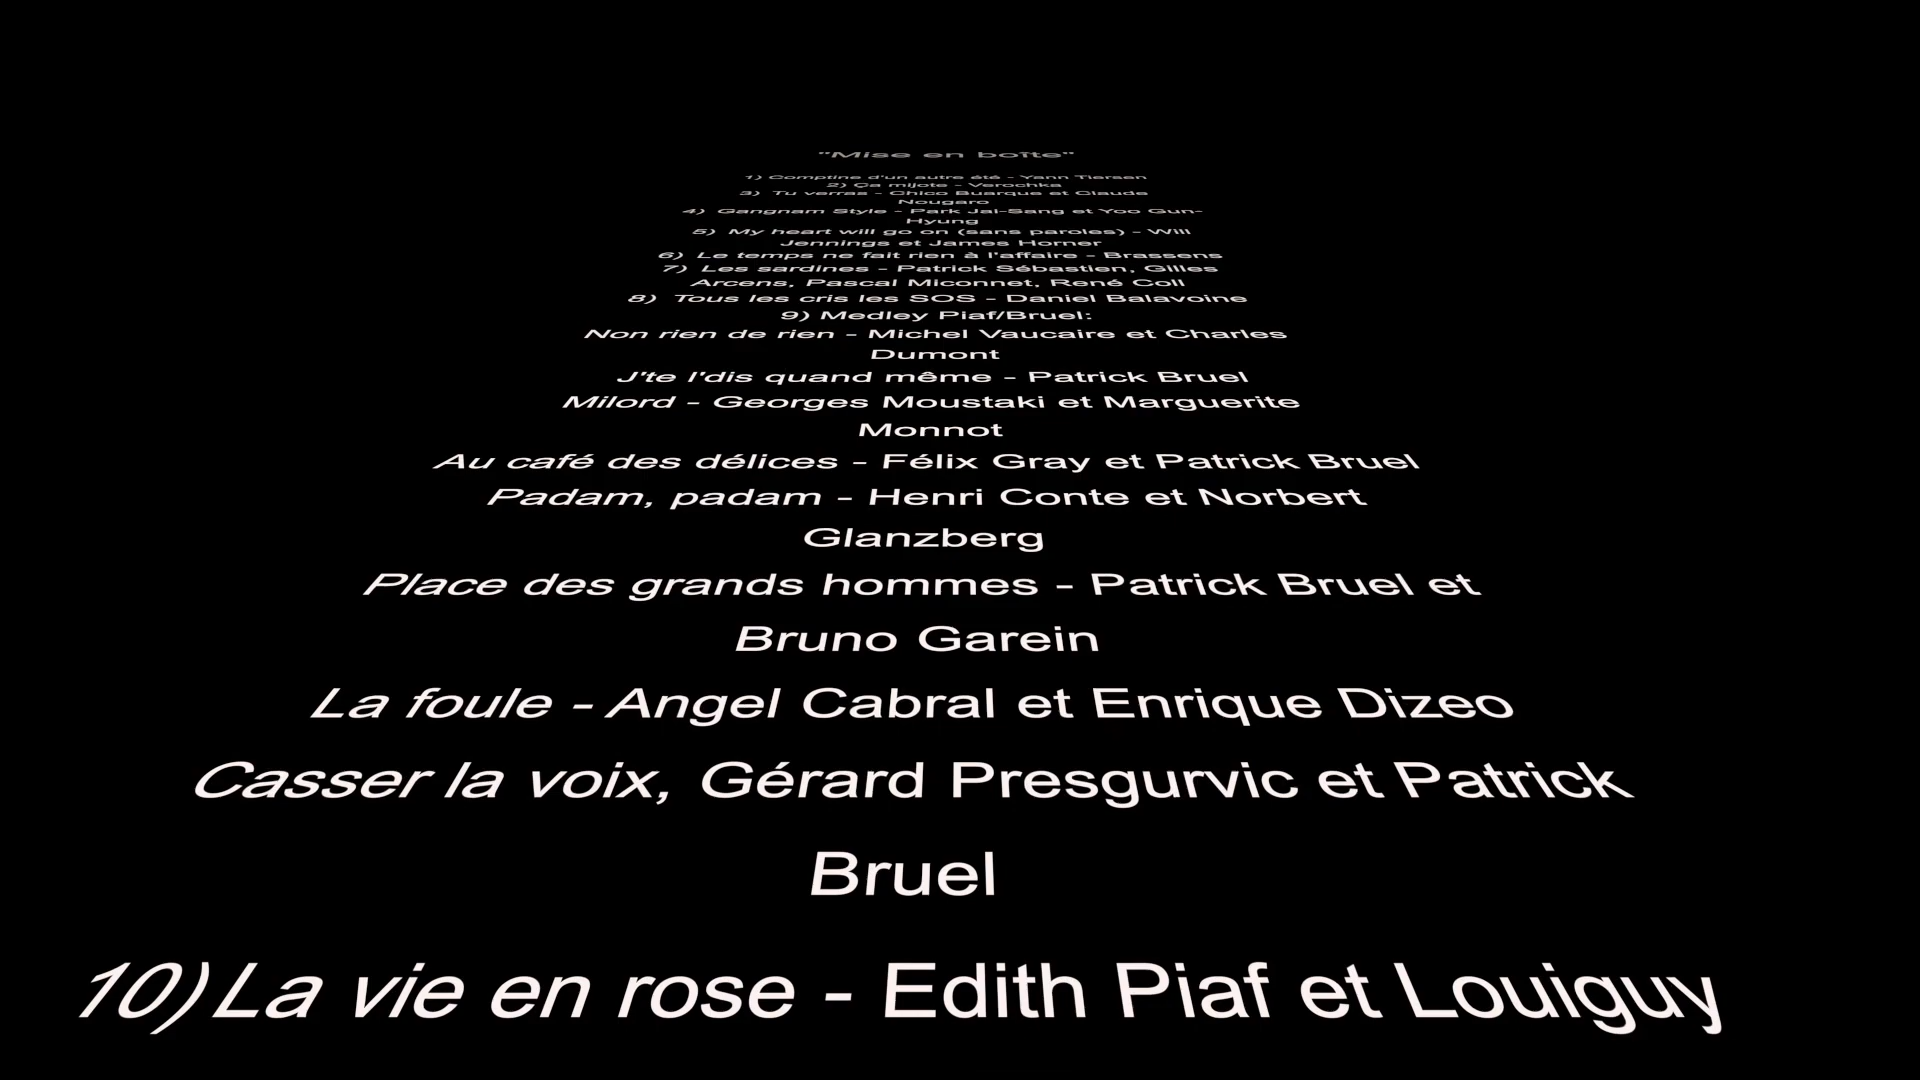 "Mise en boîte"
1) Comptine d'un autre été - Yann Tiersen
2) Ça mijote - Verochka
3) Tu verras - Chico Buarque et Claude
Nougaro
4) Gangnam Style - Park Jai-Sang et Yoo Gun-
Hyung
5) My heart will go on (sans paroles) - Will
Jennings et James Horner
6) Le temps ne fait rien à l'affaire - Brassens
7) Les sardines - Patrick Sébastien, Gilles
Arcens, Pascal Miconnet, René Coll
8) Tous les cris les SOS - Daniel Balavoine
9) Medley Piaf/Bruel:
Non rien de rien - Michel Vaucaire et Charles
Dumont
J'te l'dis quand même - Patrick Bruel
Milord - Georges Moustaki et Marguerite
Monnot
Au café des délices - Félix Gray et Patrick Bruel
Padam, padam - Henri Conte et Norbert
Glanzberg
Place des grands hommes - Patrick Bruel et
Bruno Garein
La foule - Angel Cabral et Enrique Dizeo
Casser la voix, Gérard Presgurvic et Patrick
Bruel
10) La vie en rose - Edith Piaf et Louiguy